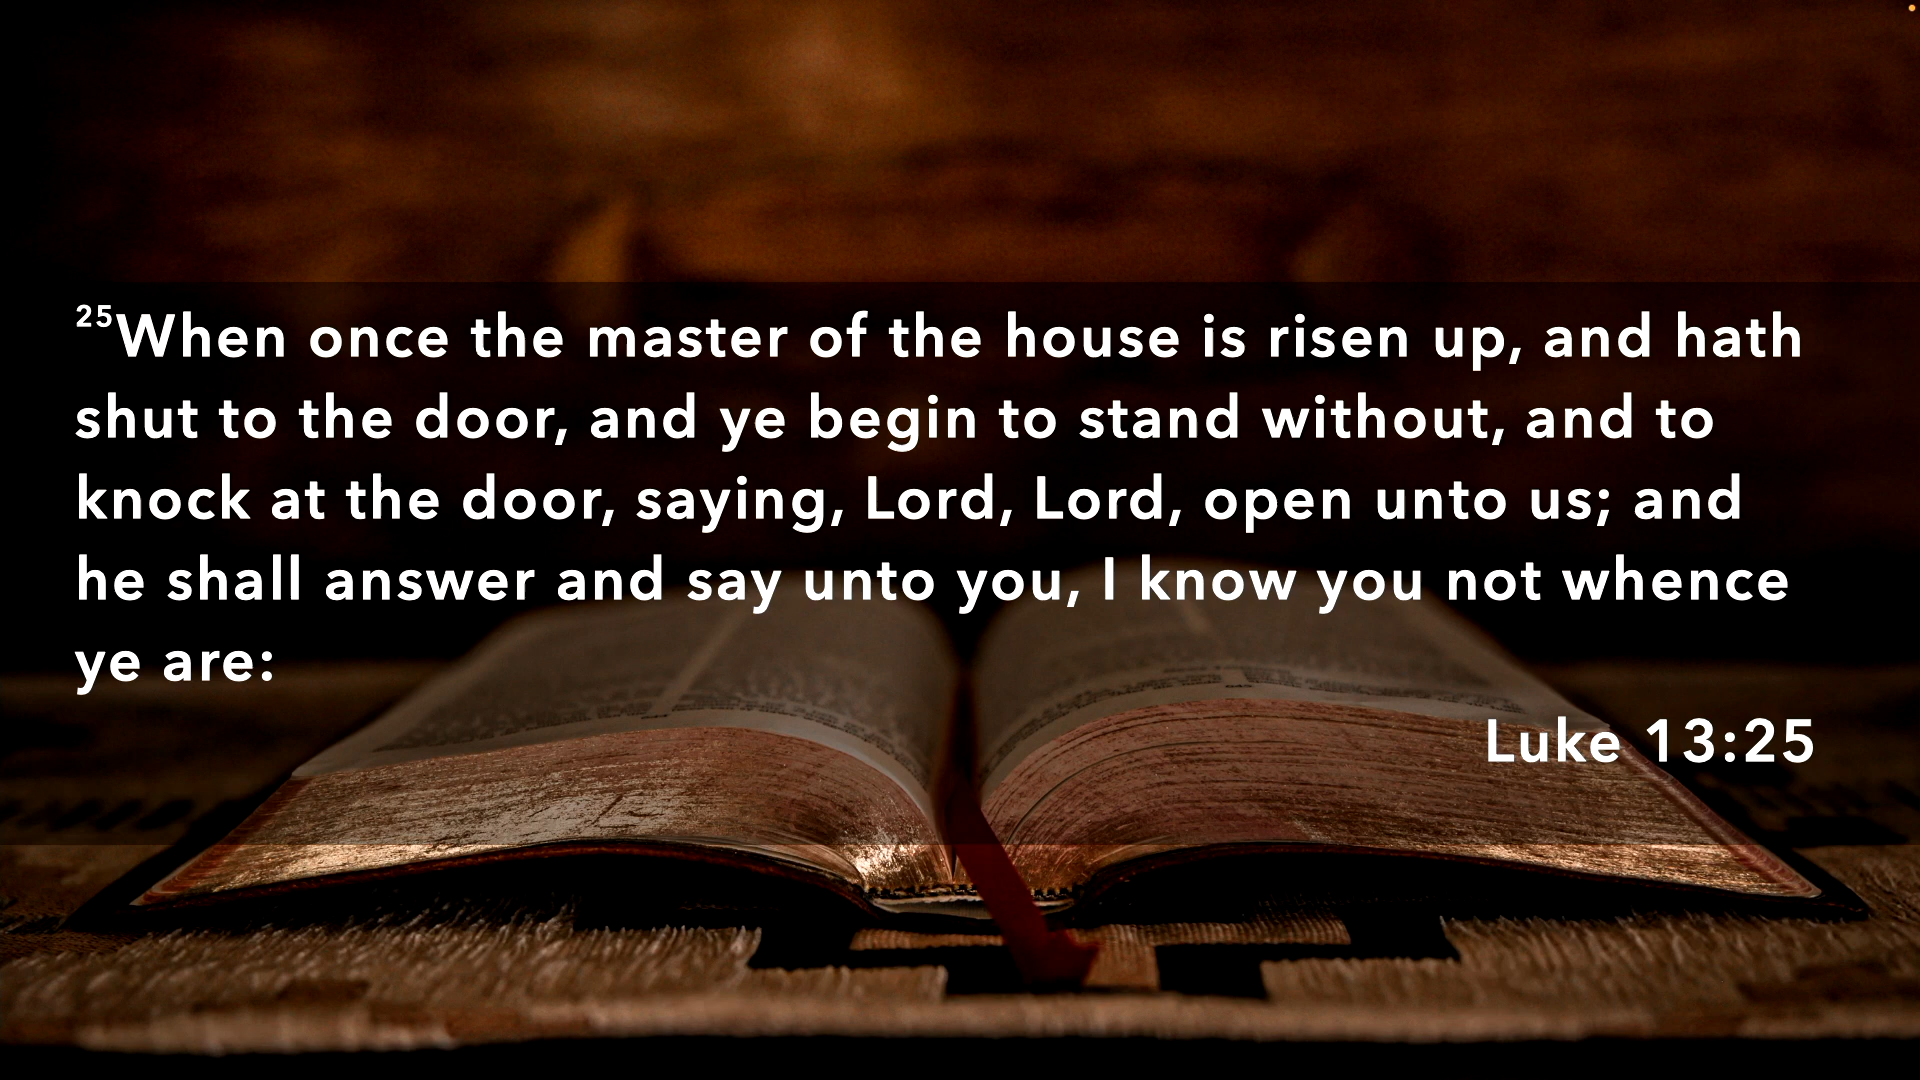 25When once the master of the house is risen up, and hath
shut to the door, and ye begin to stand without, and to
knock at the door, saying, Lord, Lord, open unto us; and
he shall answer and say unto you, I know you not whence
ye are:
Luke 13:25